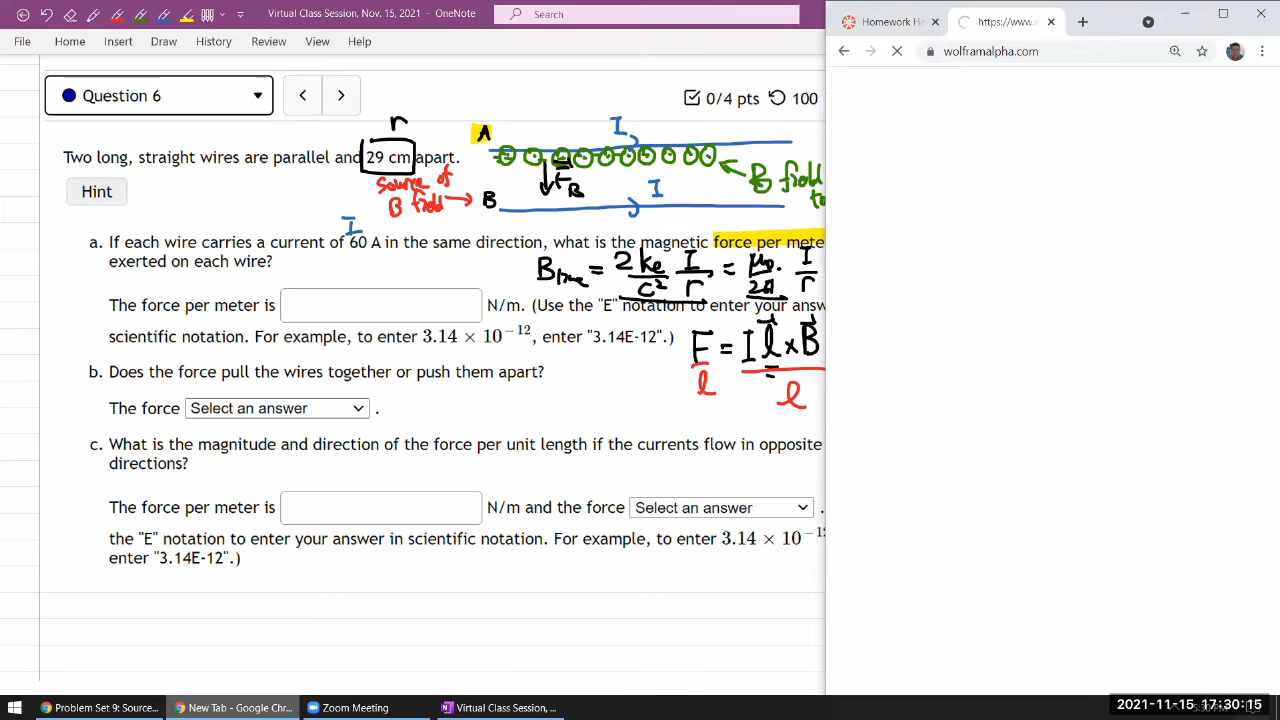 Virtual Class Session, Nov. 15, 2021 - OneNote
Search
File Home Insert Draw History Review View Help
Homework He
https://www.w
wolframalpha.com
Question 6
0/4 pts 100
r
A
I
Two long, straight wires are parallel and 29 cm apart.
Source of
B field
B field
to
F_B
B
I
Hint
I
a. If each wire carries a current of 60 A in the same direction, what is the magnetic force per mete
exerted on each wire?
B_line = 2ke/c² I/r = μ₀/2π · I/r
The force per meter is N/m. (Use the "E" notation to enter your answ
scientific notation. For example, to enter 3.14 × 10⁻¹², enter "3.14E-12".)
F/l = I l × B / l
b. Does the force pull the wires together or push them apart?
The force Select an answer .
c. What is the magnitude and direction of the force per unit length if the currents flow in opposite
directions?
The force per meter is N/m and the force Select an answer .
the "E" notation to enter your answer in scientific notation. For example, to enter 3.14 × 10⁻¹²
enter "3.14E-12".)
Problem Set 9: Source...
New Tab - Google Chr...
Zoom Meeting
Virtual Class Session, ...
2021-11-15 17:30:15